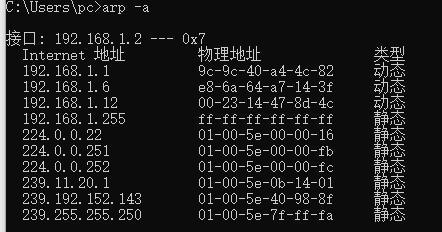 C:\Users\pc>arp -a
接口: 192.168.1.2 --- 0x7
Internet 地址 物理地址 类型
192.168.1.1 9c-9c-40-a4-4c-82 动态
192.168.1.6 e8-6a-64-a7-14-3f 动态
192.168.1.12 00-23-14-47-8d-4c 动态
192.168.1.255 ff-ff-ff-ff-ff-ff 静态
224.0.0.22 01-00-5e-00-00-16 静态
224.0.0.251 01-00-5e-00-00-fb 静态
224.0.0.252 01-00-5e-00-00-fc 静态
239.11.20.1 01-00-5e-0b-14-01 静态
239.192.152.143 01-00-5e-40-98-8f 静态
239.255.255.250 01-00-5e-7f-ff-fa 静态